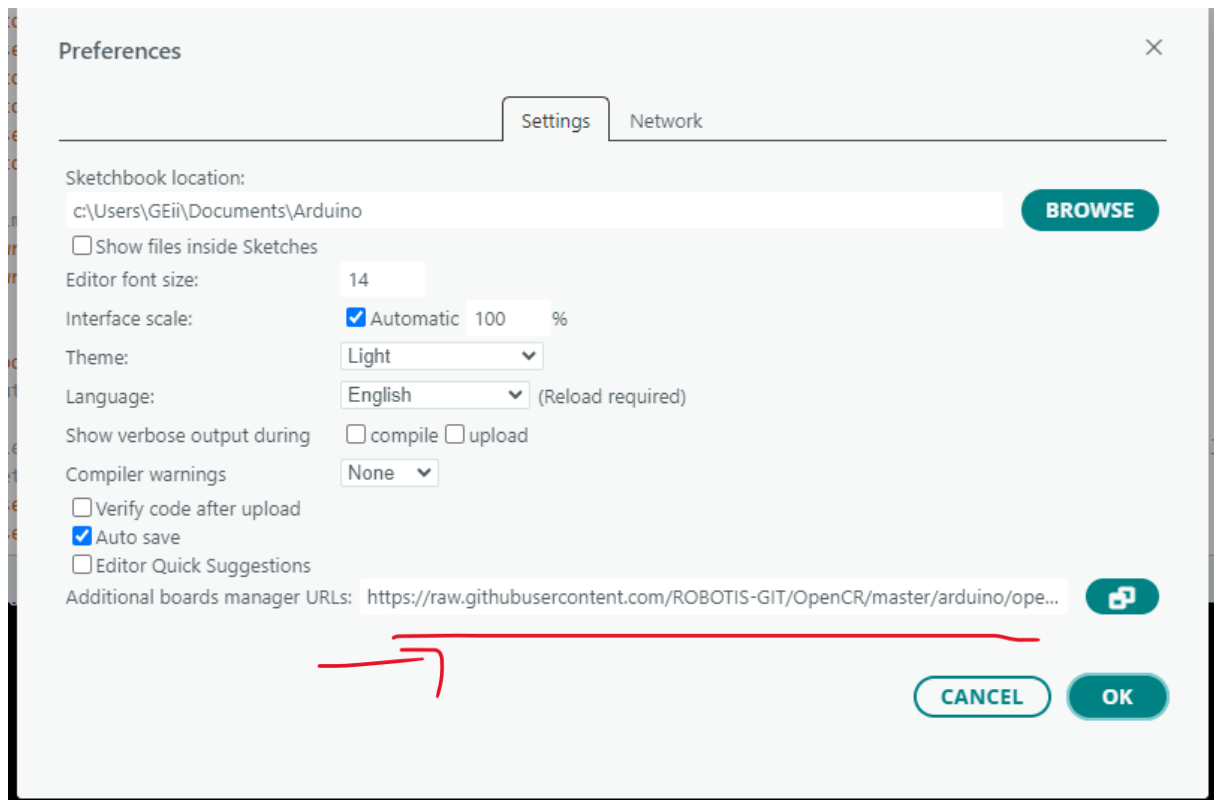 Preferences
Settings Network
Sketchbook location:
c:\Users\GEii\Documents\Arduino
BROWSE
Show files inside Sketches
Editor font size: 14
Interface scale: Automatic 100 %
Theme: Light
Language: English (Reload required)
Show verbose output during compile upload
Compiler warnings None
Verify code after upload
Auto save
Editor Quick Suggestions
Additional boards manager URLs: https://raw.githubusercontent.com/ROBOTIS-GIT/OpenCR/master/arduino/ope...
CANCEL OK